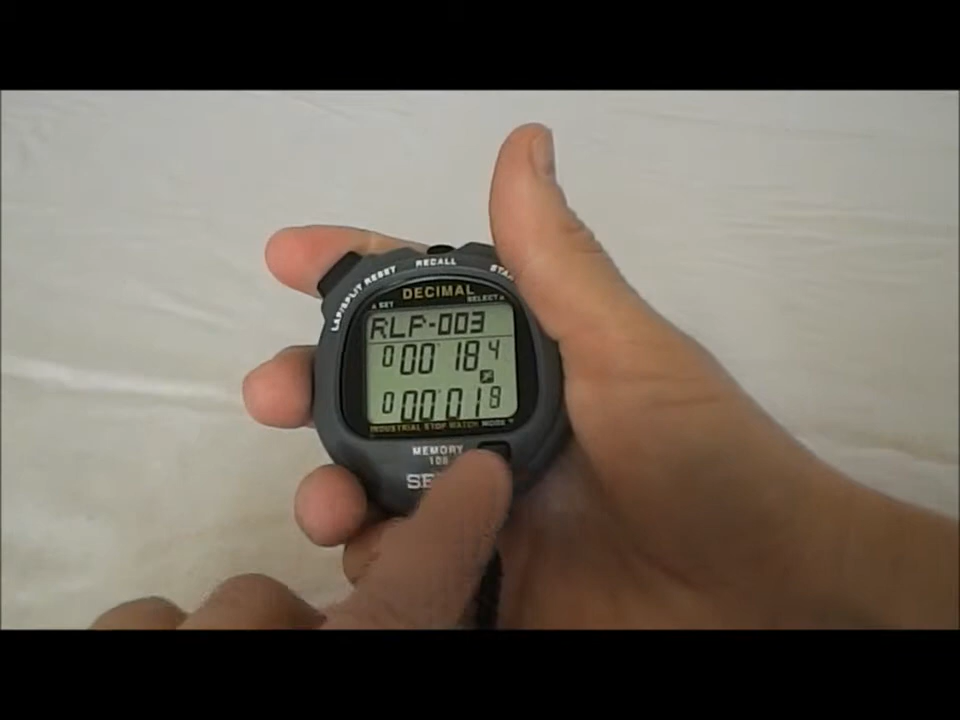 RECALL
LAP/SPLIT RESET
DECIMAL
SET
SELECT
RLP-003
0 00' 18 4
0 00' 01 8
INDUSTRIAL STOP WATCH MODE
MEMORY